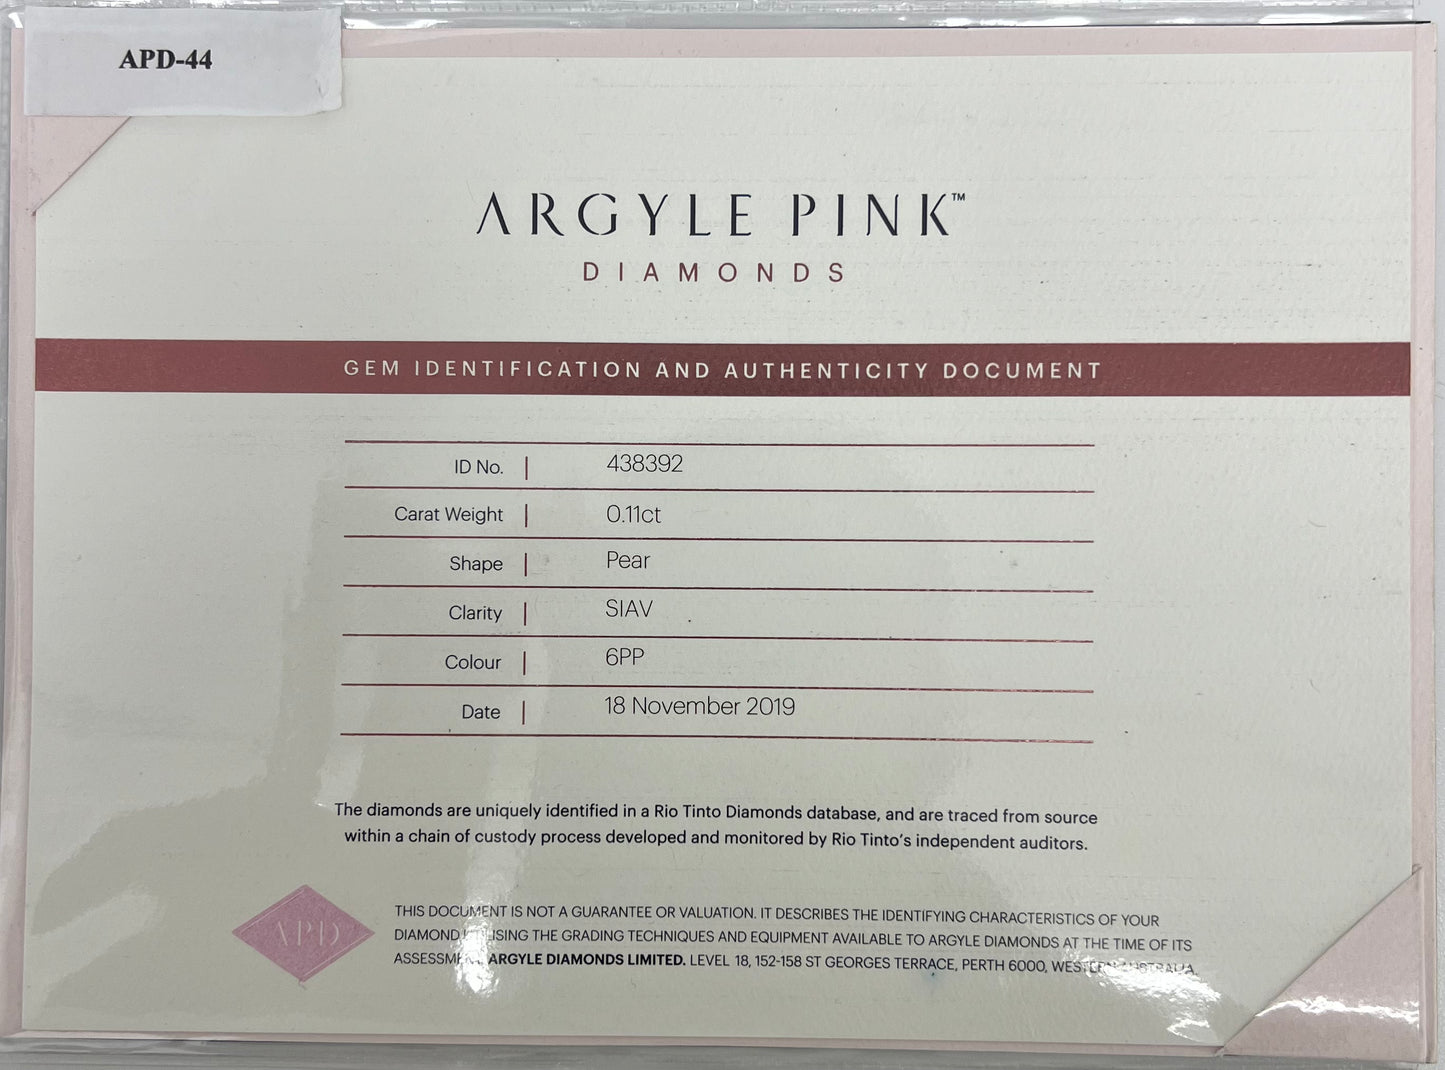 APD-44
ARGYLE PINK™
DIAMONDS
GEM IDENTIFICATION AND AUTHENTICITY DOCUMENT
ID No. | 438392
Carat Weight | 0.11ct
Shape | Pear
Clarity | SIAV
Colour | 6PP
Date | 18 November 2019
The diamonds are uniquely identified in a Rio Tinto Diamonds database, and are traced from source
within a chain of custody process developed and monitored by Rio Tinto's independent auditors.
APD
THIS DOCUMENT IS NOT A GUARANTEE OR VALUATION. IT DESCRIBES THE IDENTIFYING CHARACTERISTICS OF YOUR
DIAMOND UTILISING THE GRADING TECHNIQUES AND EQUIPMENT AVAILABLE TO ARGYLE DIAMONDS AT THE TIME OF ITS
ASSESSMENT. ARGYLE DIAMONDS LIMITED. LEVEL 18, 152-158 ST GEORGES TERRACE, PERTH 6000, WESTERN AUSTRALIA.